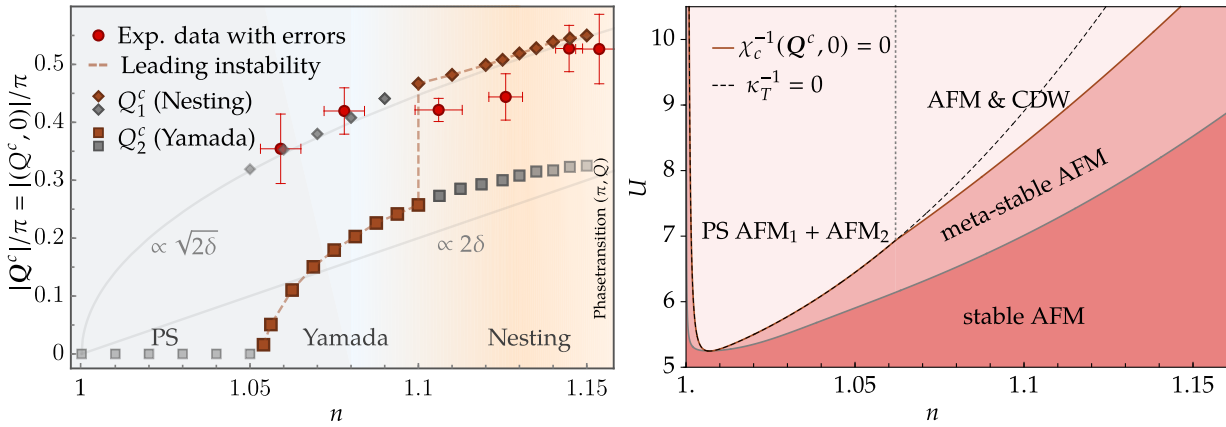 |Q^c|/π = |(Q^c, 0)|/π
0.5
0.4
0.3
0.2
0.1
0
Exp. data with errors
Leading instability
Q_1^c (Nesting)
Q_2^c (Yamada)
∝ √2δ
∝ 2δ
PS
Yamada
Nesting
Phasetransition (π, Q)
1
1.05
1.1
1.15
n
U
10
9
8
7
6
5
χ_c^{-1}(Q^c, 0) = 0
κ_T^{-1} = 0
AFM & CDW
PS AFM₁ + AFM₂
meta-stable AFM
stable AFM
1.
1.05
1.1
1.15
n